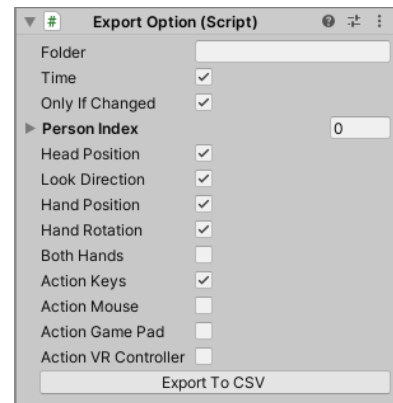 # Export Option (Script)
Folder
Time
Only If Changed
Person Index 0
Head Position
Look Direction
Hand Position
Hand Rotation
Both Hands
Action Keys
Action Mouse
Action Game Pad
Action VR Controller
Export To CSV